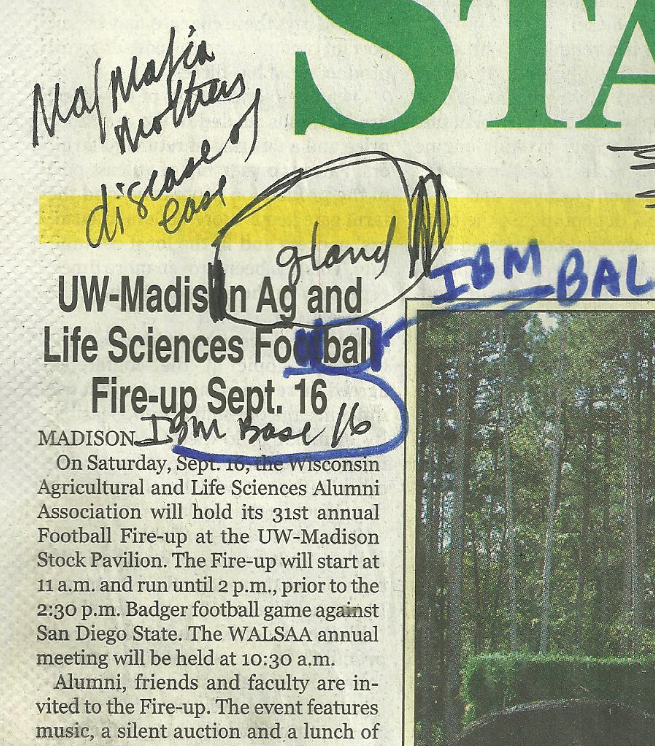 STA
Maf Mafia
mothers
disease of
ease
gland
IBM BAL
UW-Madison Ag and
Life Sciences Football
Fire-up Sept. 16
MADISON
IBM Base 16
On Saturday, Sept. 16, the Wisconsin
Agricultural and Life Sciences Alumni
Association will hold its 31st annual
Football Fire-up at the UW-Madison
Stock Pavilion. The Fire-up will start at
11 a.m. and run until 2 p.m., prior to the
2:30 p.m. Badger football game against
San Diego State. The WALSAA annual
meeting will be held at 10:30 a.m.
Alumni, friends and faculty are in-
vited to the Fire-up. The event features
music, a silent auction and a lunch of